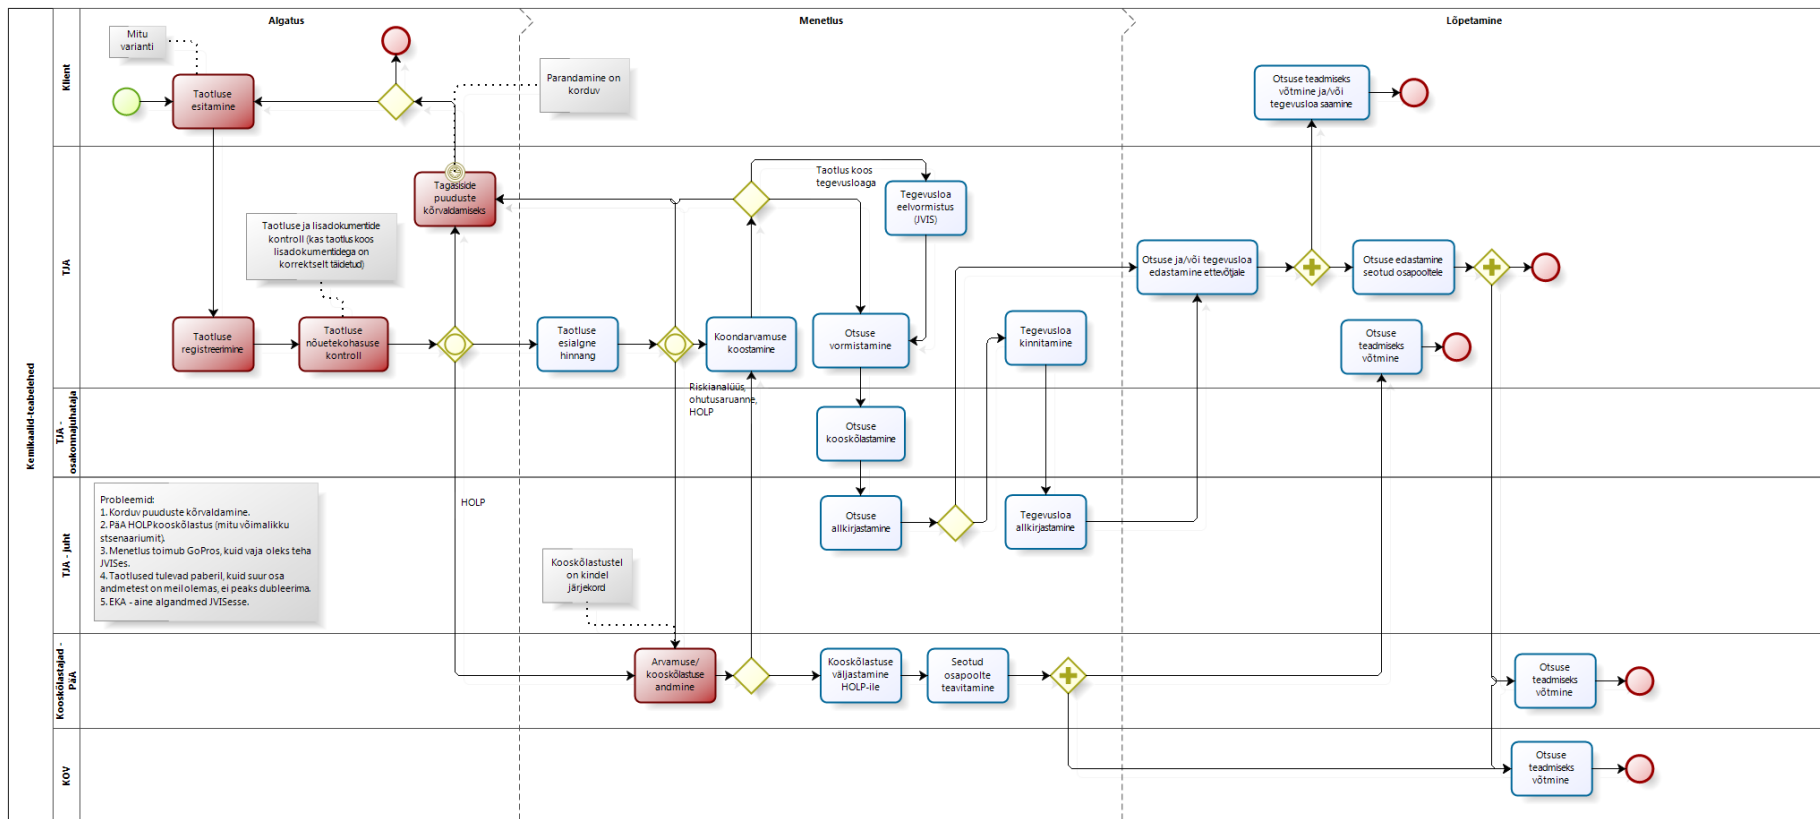 Algatus
Menetlus
Lõpetamine
Kemikaalid-teabelehed
Klient
Mitu
varianti
Taotluse
esitamine
Parandamine on
korduv
Otsuse teadmiseks
võtmine ja/või
tegevusloa saamine
TJA
Tagasiside
puuduste
kõrvaldamiseks
Taotlus koos
tegevusloaga
Tegevusloa
eelvormistus
(JVIS)
Taotluse ja lisadokumentide
kontroll (kas taotlus koos
lisadokumentidega on
korrektselt täidetud)
Otsuse ja/või tegevusloa
edastamine ettevõtjale
Otsuse edastamine
seotud osapooltele
Taotluse
registreerimine
Taotluse
nõuetekohasuse
kontroll
Taotluse
esialgne
hinnang
Koondarvamuse
koostamine
Otsuse
vormistamine
Tegevusloa
kinnitamine
Otsuse
teadmiseks
võtmine
Riskianalüüs,
ohutusaruanne,
HOLP
TJA -
osakonnajuhataja
Otsuse
kooskõlastamine
TJA - juht
Probleemid:
1. Korduv puuduste kõrvaldamine.
2. PäA HOLP kooskõlastus (mitu võimalikku
stsenaariumit).
3. Menetlus toimub GoPros, kuid vaja oleks teha
JVISes.
4. Taotlused tulevad paberil, kuid suur osa
andmetest on meil olemas, ei peaks dubleerima.
5. EKA - aine algandmed JVISesse.
HOLP
Otsuse
allkirjastamine
Tegevusloa
allkirjastamine
Kooskõlastustel
on kindel
järjekord
Kooskõlastajad -
PäA
Arvamuse/
kooskõlastuse
andmine
Kooskõlastuse
väljastamine
HOLP-ile
Seotud
osapoolte
teavitamine
Otsuse
teadmiseks
võtmine
KOV
Otsuse
teadmiseks
võtmine